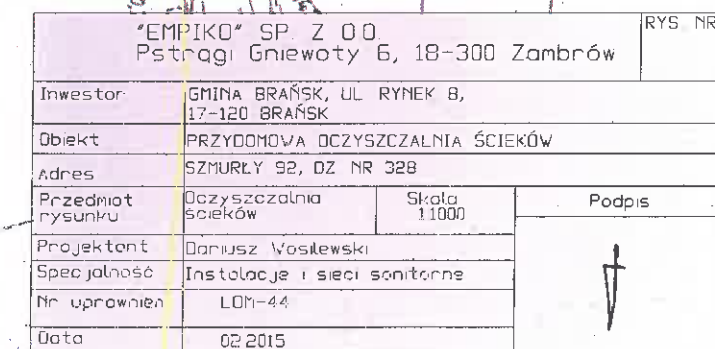 "EMPIKO" SP. Z O.O.
Pstrągi Gniewoty 6, 18-300 Zambrów
RYS. NR
Inwestor
GMINA BRAŃSK, UL. RYNEK 8,
17-120 BRAŃSK
Obiekt
PRZYDOMOWA OCZYSZCZALNIA ŚCIEKÓW
Adres
SZMURŁY 92, DZ NR 328
Przedmiot
rysunku
Oczyszczalnia
ścieków
Skala
1:1000
Podpis
Projektant
Dariusz Wosilewski
Specjalność
Instalacje i sieci sanitarne
Nr uprawnień
LOM-44
Data
02.2015